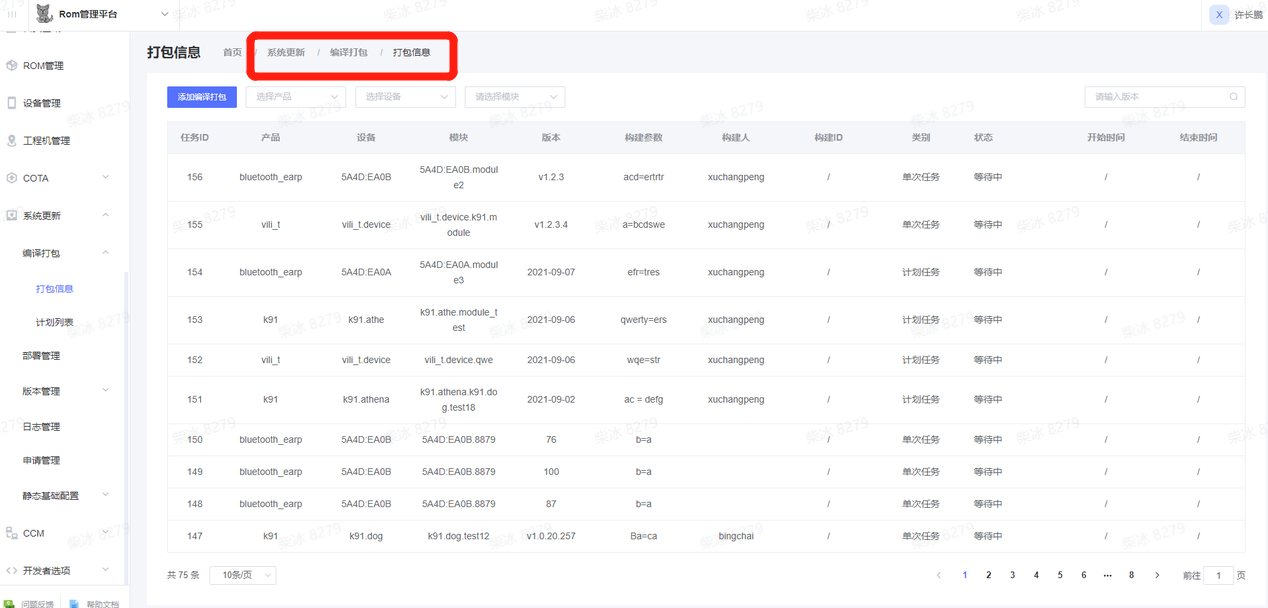 Rom管理平台
X 许长鹏
ROM管理
设备管理
工程机管理
COTA
系统更新
编译打包
打包信息
计划列表
部署管理
版本管理
日志管理
申请管理
静态基础配置
CCM
开发者选项
问题反馈 帮助文档
打包信息 首页 / 系统更新 / 编译打包 / 打包信息
添加编译打包 选择产品 选择设备 请选择模块 请输入版本
任务ID 产品 设备 模块 版本 构建参数 构建人 构建ID 类别 状态 开始时间 结束时间
156 bluetooth_earp 5A4D:EA0B 5A4D:EA0B.modul v1.2.3 acd=ertrtr xuchangpeng / 单次任务 等待中 / /
e2
155 vili_t vili_t.device vili_t.device.k91.m v1.2.3.4 a=bcdswe xuchangpeng / 单次任务 等待中 / /
odule
154 bluetooth_earp 5A4D:EA0A 5A4D:EA0A.modul 2021-09-07 efr=tres xuchangpeng / 计划任务 等待中 / /
e3
153 k91 k91.athe k91.athe.module_t 2021-09-06 qwerty=ers xuchangpeng / 计划任务 等待中 / /
est
152 vili_t vili_t.device vili_t.device.qwe 2021-09-06 wqe=str xuchangpeng / 计划任务 等待中 / /
151 k91 k91.athena k91.athena.k91.do 2021-09-02 ac = defg xuchangpeng / 计划任务 等待中 / /
g.test18
150 bluetooth_earp 5A4D:EA0B 5A4D:EA0B.8879 76 b=a / 单次任务 等待中 / /
149 bluetooth_earp 5A4D:EA0B 5A4D:EA0B.8879 100 b=a / 单次任务 等待中 / /
148 bluetooth_earp 5A4D:EA0B 5A4D:EA0B.8879 87 b=a / 单次任务 等待中 / /
147 k91 k91.dog k91.dog.test12 v1.0.20.257 Ba=ca bingchai / 单次任务 等待中 / /
共 75 条 10条/页 1 2 3 4 5 6 ··· 8 前往 1 页
柴冰 8279